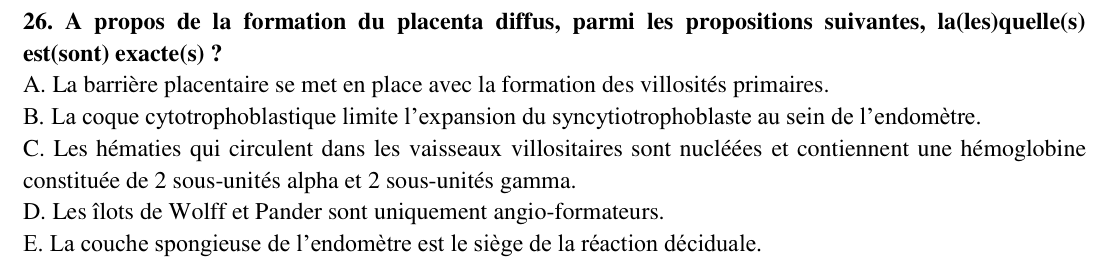 26. A propos de la formation du placenta diffus, parmi les propositions suivantes, la(les)quelle(s)
est(sont) exacte(s) ?
A. La barrière placentaire se met en place avec la formation des villosités primaires.
B. La coque cytotrophoblastique limite l'expansion du syncytiotrophoblaste au sein de l'endomètre.
C. Les hématies qui circulent dans les vaisseaux villositaires sont nucléées et contiennent une hémoglobine
constituée de 2 sous-unités alpha et 2 sous-unités gamma.
D. Les îlots de Wolff et Pander sont uniquement angio-formateurs.
E. La couche spongieuse de l'endomètre est le siège de la réaction déciduale.